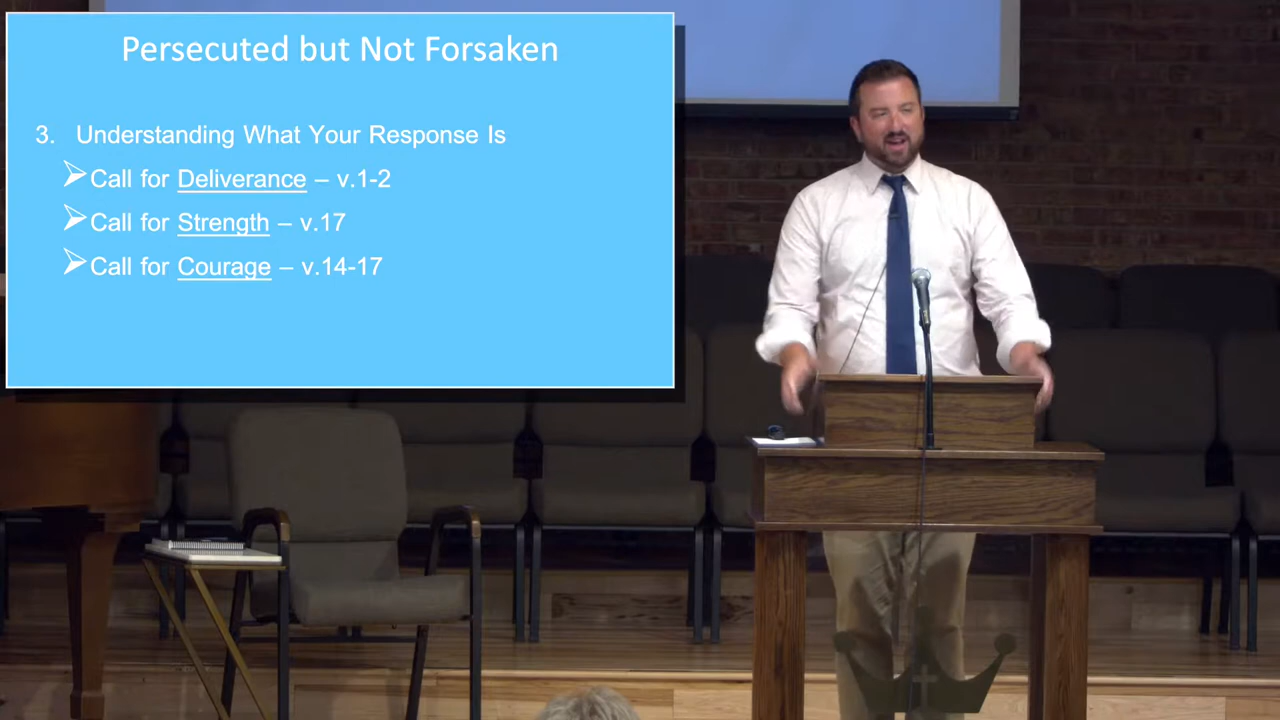 Persecuted but Not Forsaken
3. Understanding What Your Response Is
Call for Deliverance – v.1-2
Call for Strength – v.17
Call for Courage – v.14-17